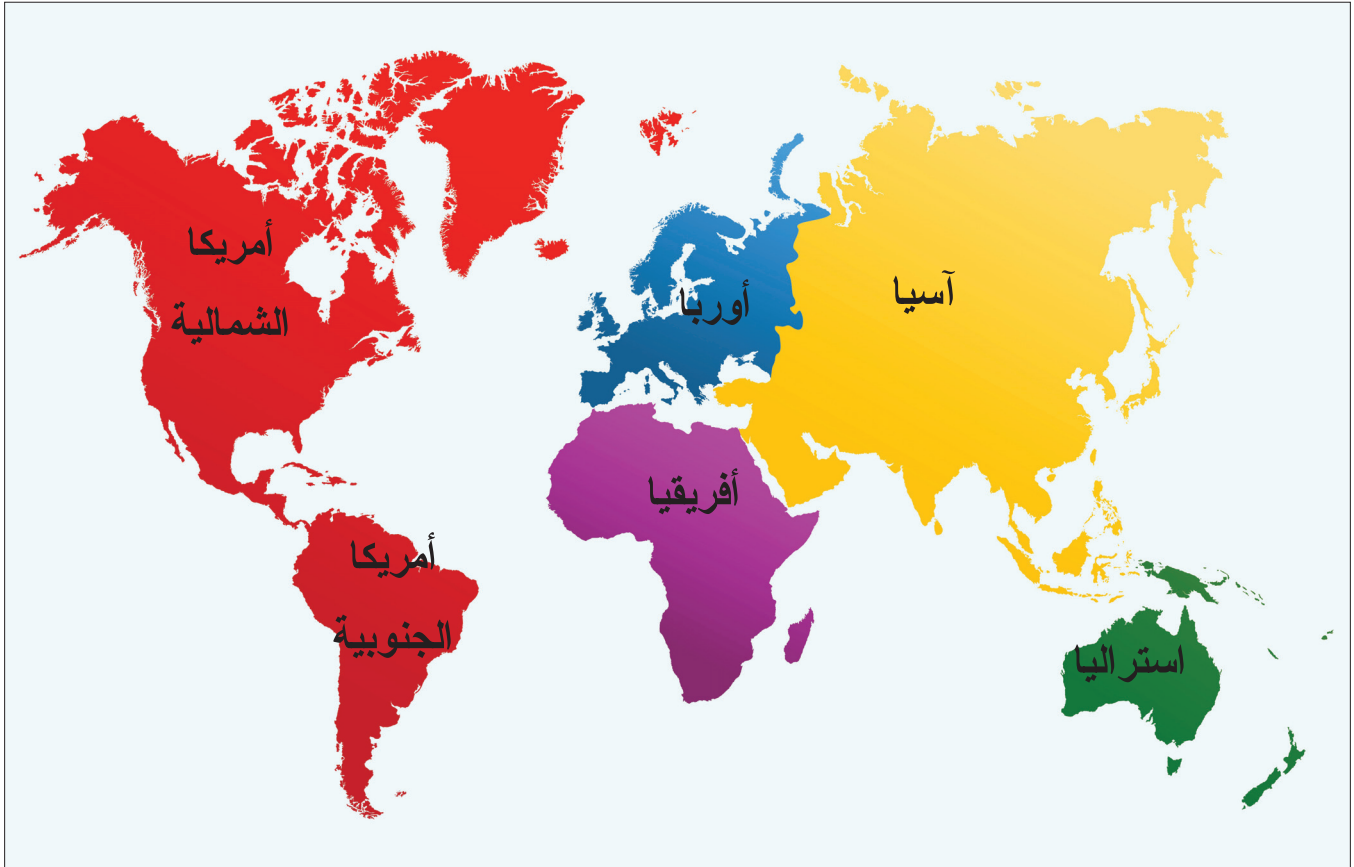 أمريكا
الشمالية
أوربا
آسيا
أفريقيا
أمريكا
الجنوبية
استراليا